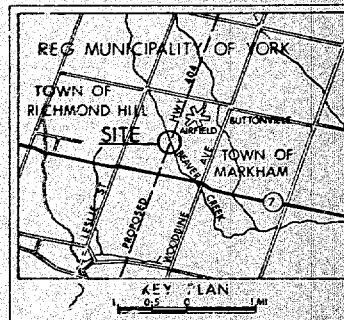 REG MUNICIPALITY OF YORK
TOWN OF
RICHMOND HILL
SITE
HWY 404
AIRFIELD
BUTTONVILLE
TOWN OF
MARKHAM
BEAVER
CREEK
LESLIE ST
PROPOSED
WOODBINE AVE
7
KEY PLAN
1 0.5 0 1 MI